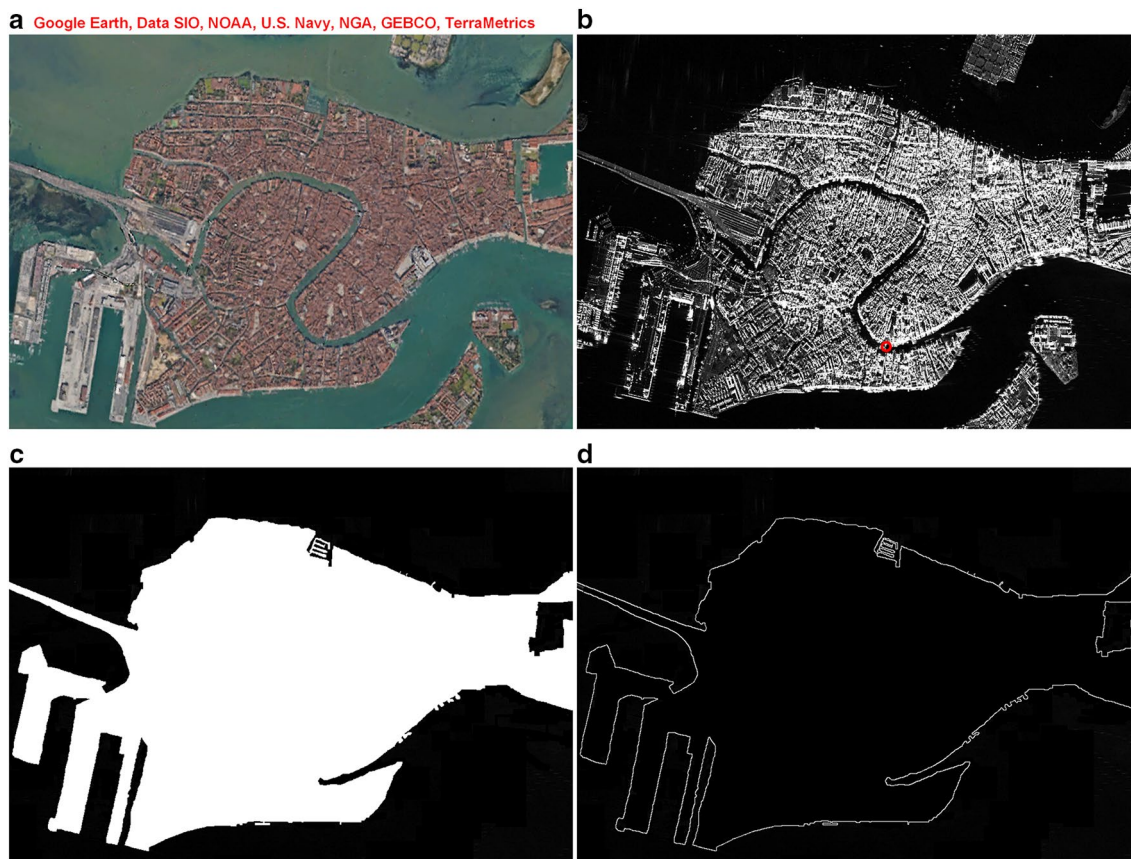 a Google Earth, Data SIO, NOAA, U.S. Navy, NGA, GEBCO, TerraMetrics
b
c
d